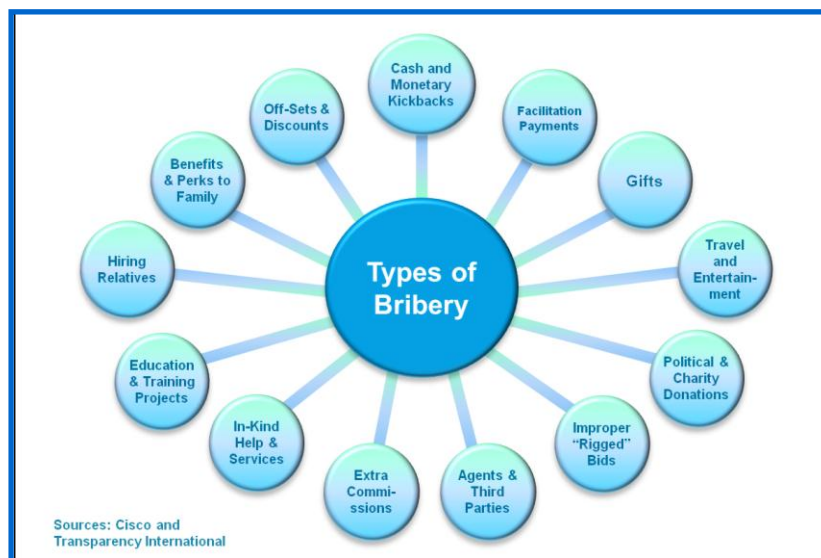 Types of
Bribery
Cash and
Monetary
Kickbacks
Facilitation
Payments
Gifts
Travel
and
Entertain-
ment
Political &
Charity
Donations
Improper
“Rigged”
Bids
Agents &
Third
Parties
Extra
Commi-
ssions
In-Kind
Help &
Services
Education
& Training
Projects
Hiring
Relatives
Benefits
& Perks to
Family
Off-Sets &
Discounts
Sources: Cisco and
Transparency International